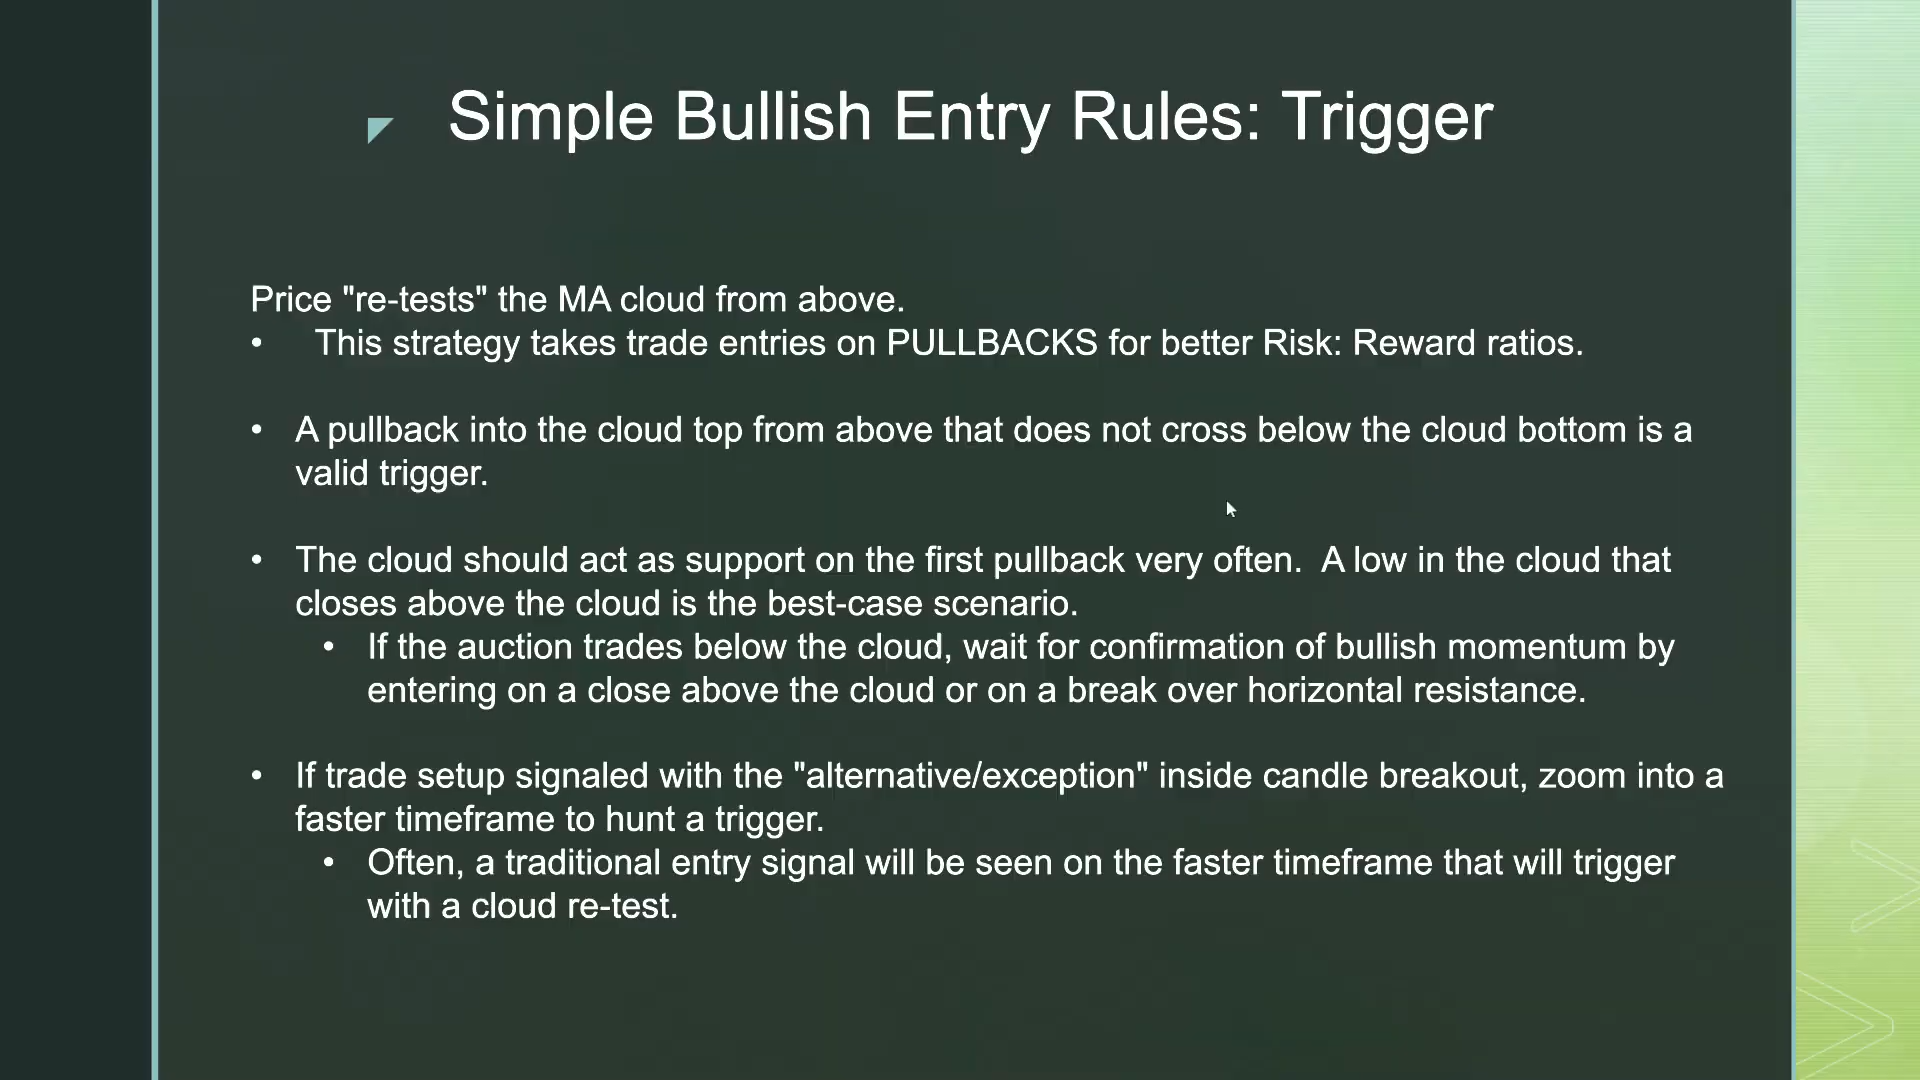 Simple Bullish Entry Rules: Trigger
Price "re-tests" the MA cloud from above.
• This strategy takes trade entries on PULLBACKS for better Risk: Reward ratios.
• A pullback into the cloud top from above that does not cross below the cloud bottom is a
valid trigger.
• The cloud should act as support on the first pullback very often.  A low in the cloud that
closes above the cloud is the best-case scenario.
• If the auction trades below the cloud, wait for confirmation of bullish momentum by
entering on a close above the cloud or on a break over horizontal resistance.
• If trade setup signaled with the "alternative/exception" inside candle breakout, zoom into a
faster timeframe to hunt a trigger.
• Often, a traditional entry signal will be seen on the faster timeframe that will trigger
with a cloud re-test.